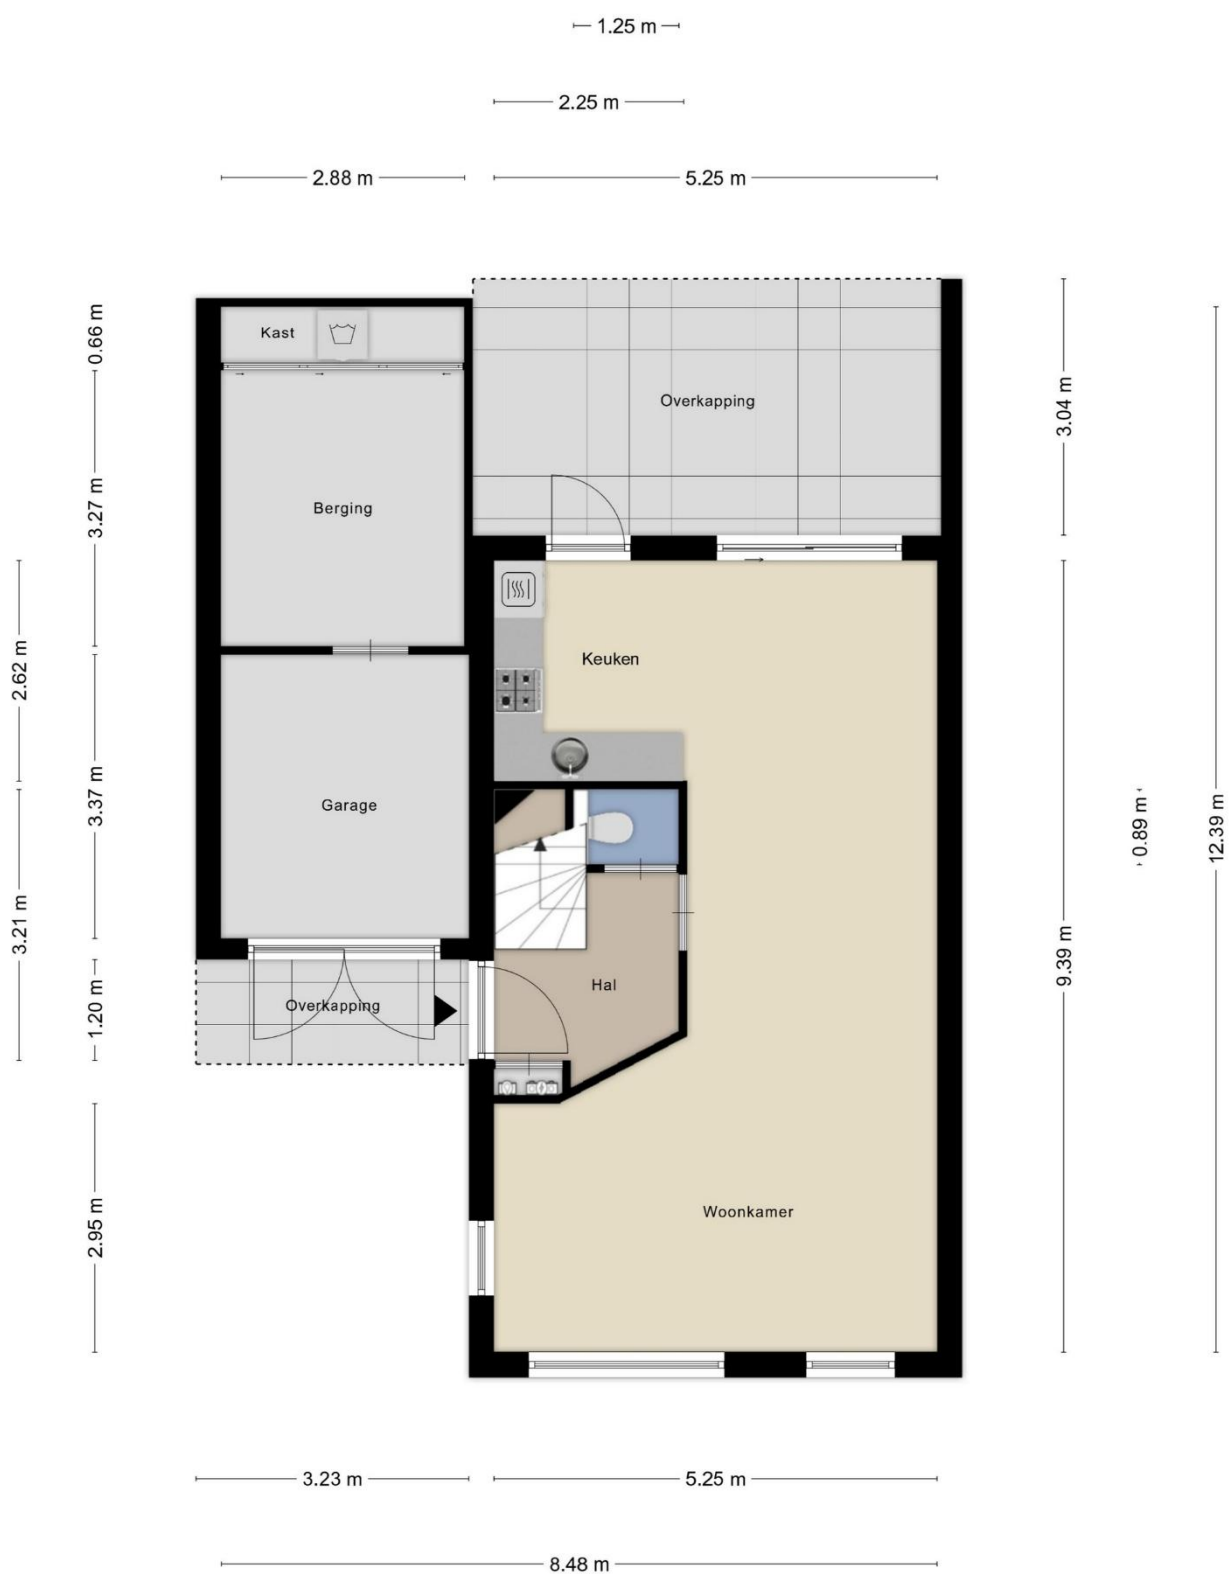 1.25 m
2.25 m
2.88 m
5.25 m
0.66 m
Kast
3.04 m
Overkapping
3.27 m
Berging
2.62 m
Keuken
3.37 m
Garage
0.89 m
12.39 m
3.21 m
9.39 m
Hal
1.20 m
Overkapping
2.95 m
Woonkamer
3.23 m
5.25 m
8.48 m